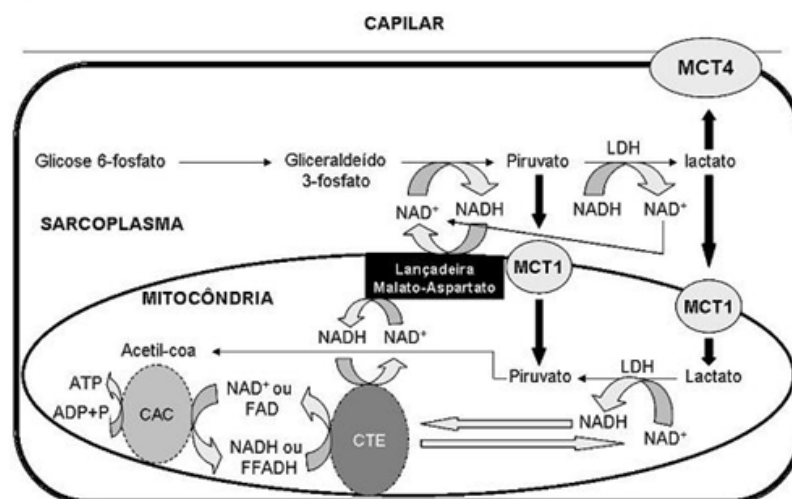 CAPILAR
MCT4
Glicose 6-fosfato
Gliceraldeído
3-fosfato
Piruvato
LDH
lactato
NAD⁺
NADH
NADH
NAD⁺
SARCOPLASMA
Lançadeira
Malato-Aspartato
MCT1
MCT1
MITOCÔNDRIA
NADH
NAD⁺
Acetil-coa
Piruvato
LDH
Lactato
ATP
ADP+P
CAC
NAD⁺ ou
FAD
NADH ou
FFADH
CTE
NADH
NAD⁺